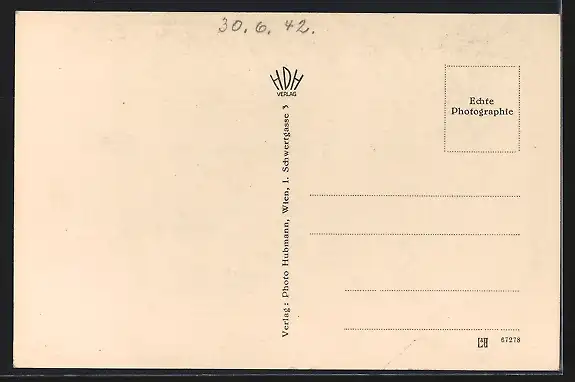 30. 6. 42.
HDH
VERLAG
Verlag: Photo Hubmann, Wien, I. Schwertgasse 3
Echte
Photographie
67278